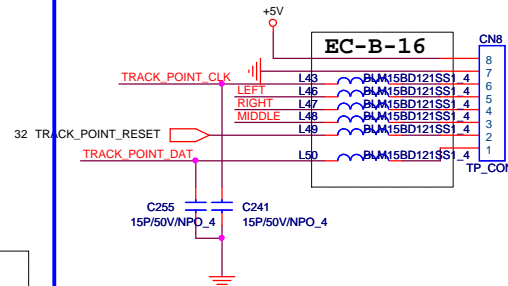 +5V
EC-B-16
CN8
TRACK_POINT_CLK
L43 BLM15BD121SS1_4
LEFT L46 BLM15BD121SS1_4
RIGHT L47 BLM15BD121SS1_4
MIDDLE L48 BLM15BD121SS1_4
32 TRACK_POINT_RESET L49 BLM15BD121SS1_4
TRACK_POINT_DAT L50 BLM15BD121SS1_4
8
7
6
5
4
3
2
1
TP_CON
C255 C241
15P/50V/NPO_4 15P/50V/NPO_4